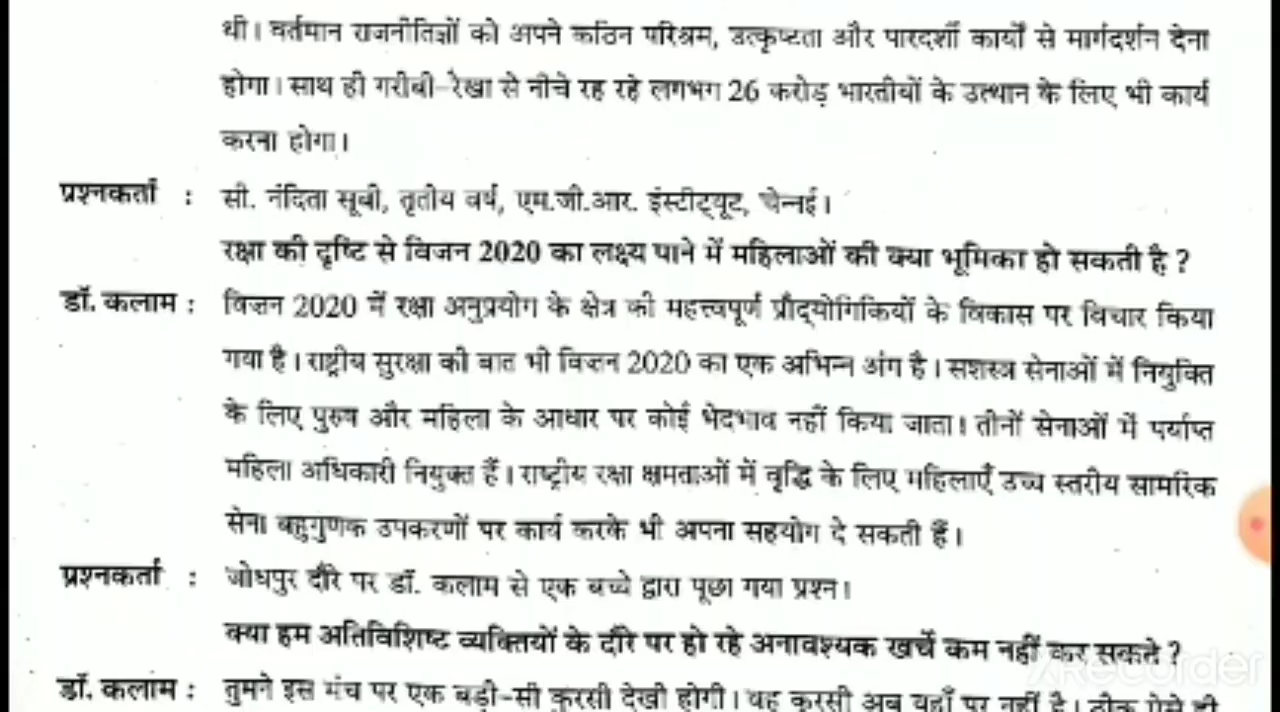 थी। वर्तमान राजनीतिज्ञों को अपने कठिन परिश्रम, उत्कृष्टता और पारदर्शी कार्यों से मार्गदर्शन देना
होगा। साथ ही गरीबी-रेखा से नीचे रह रहे लगभग 26 करोड़ भारतीयों के उत्थान के लिए भी कार्य
करना होगा।
प्रश्नकर्ता : सी. नंदिता सूबी, तृतीय वर्ष, एम.जी.आर. इंस्टीट्यूट, चेन्नई।
रक्षा की दृष्टि से विजन 2020 का लक्ष्य पाने में महिलाओं की क्या भूमिका हो सकती है ?
डॉ. कलाम : विजन 2020 में रक्षा अनुप्रयोग के क्षेत्र की महत्त्वपूर्ण प्रौद्योगिकियों के विकास पर विचार किया
गया है। राष्ट्रीय सुरक्षा की बात भी विजन 2020 का एक अभिन्न अंग है। सशस्त्र सेनाओं में नियुक्ति
के लिए पुरुष और महिला के आधार पर कोई भेदभाव नहीं किया जाता। तीनों सेनाओं में पर्याप्त
महिला अधिकारी नियुक्त हैं। राष्ट्रीय रक्षा क्षमताओं में वृद्धि के लिए महिलाएँ उच्च स्तरीय सामरिक
सेना बहुगुणक उपकरणों पर कार्य करके भी अपना सहयोग दे सकती हैं।
प्रश्नकर्ता : जोधपुर दौरे पर डॉ. कलाम से एक बच्चे द्वारा पूछा गया प्रश्न।
क्या हम अतिविशिष्ट व्यक्तियों के दौरे पर हो रहे अनावश्यक खर्चे कम नहीं कर सकते ?
XRecorder
डॉ. कलाम : तुमने इस मंच पर एक बड़ी-सी कुरसी देखी होगी। वह कुरसी अब यहाँ पर नहीं है। ठीक ऐसे ही